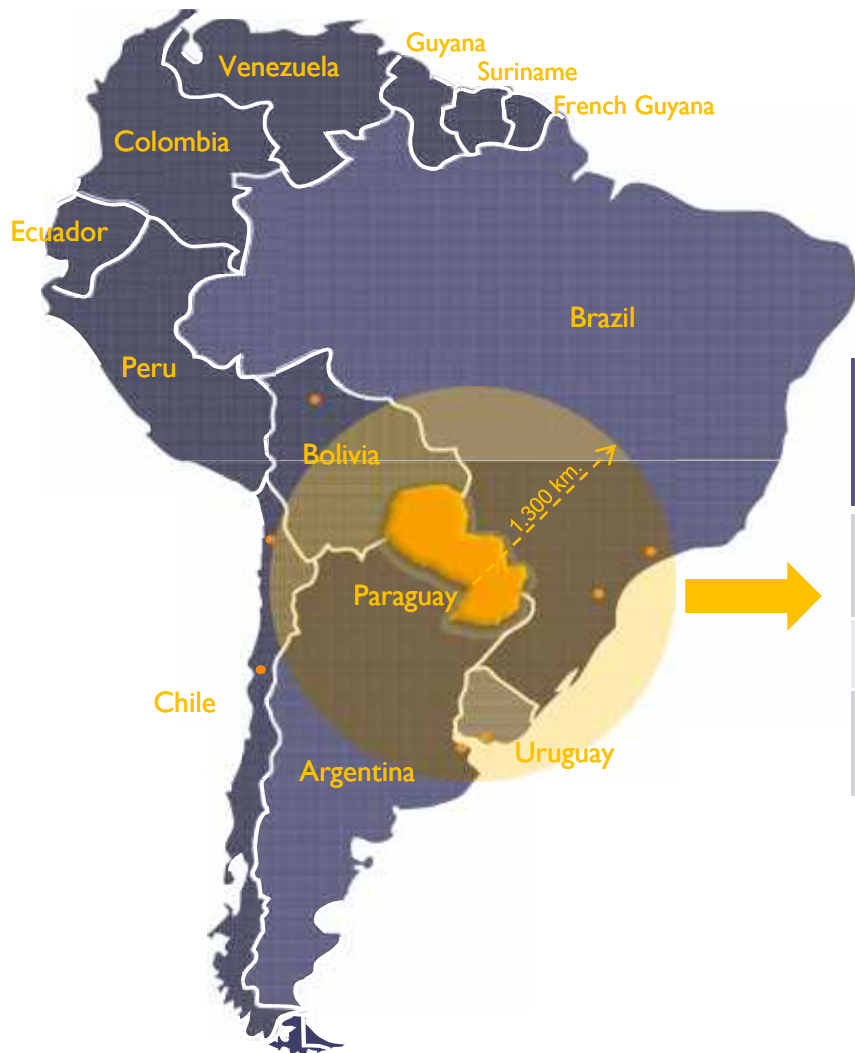 Guyana
Venezuela
Suriname
French Guyana
Colombia
Ecuador
Brazil
Peru
Bolivia
1.300 km.
Paraguay
Chile
Uruguay
Argentina